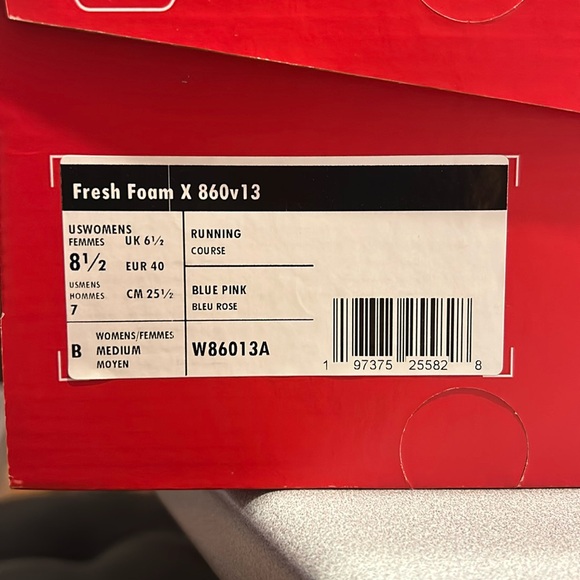 Fresh Foam X 860v13
USWOMENS
FEMMES UK 6½
8½ EUR 40
USMENS
HOMMES CM 25½
7
RUNNING
COURSE
BLUE PINK
BLEU ROSE
B WOMENS/FEMMES
MEDIUM
MOYEN
W86013A
1 97375 25582 8